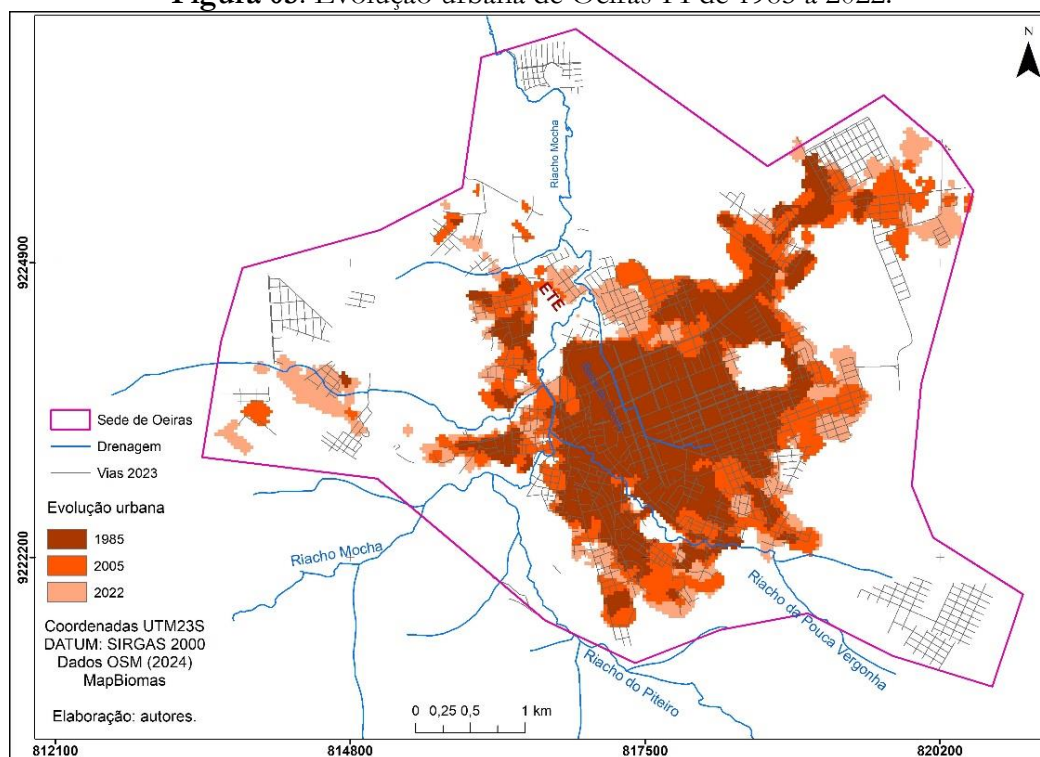 Figura 03. Evolução urbana de Oeiras-PI de 1985 a 2022.
N
Riacho Mocha
9224900
ETE
Sede de Oeiras
Drenagem
Vias 2023
Evolução urbana
1985
2005
2022
9222200
Riacho Mocha
Riacho da Pouca Vergonha
Riacho do Piteiro
Coordenadas UTM23S
DATUM: SIRGAS 2000
Dados OSM (2024)
MapBiomas
Elaboração: autores.
0 0,25 0,5 1 km
812100 814800 817500 820200